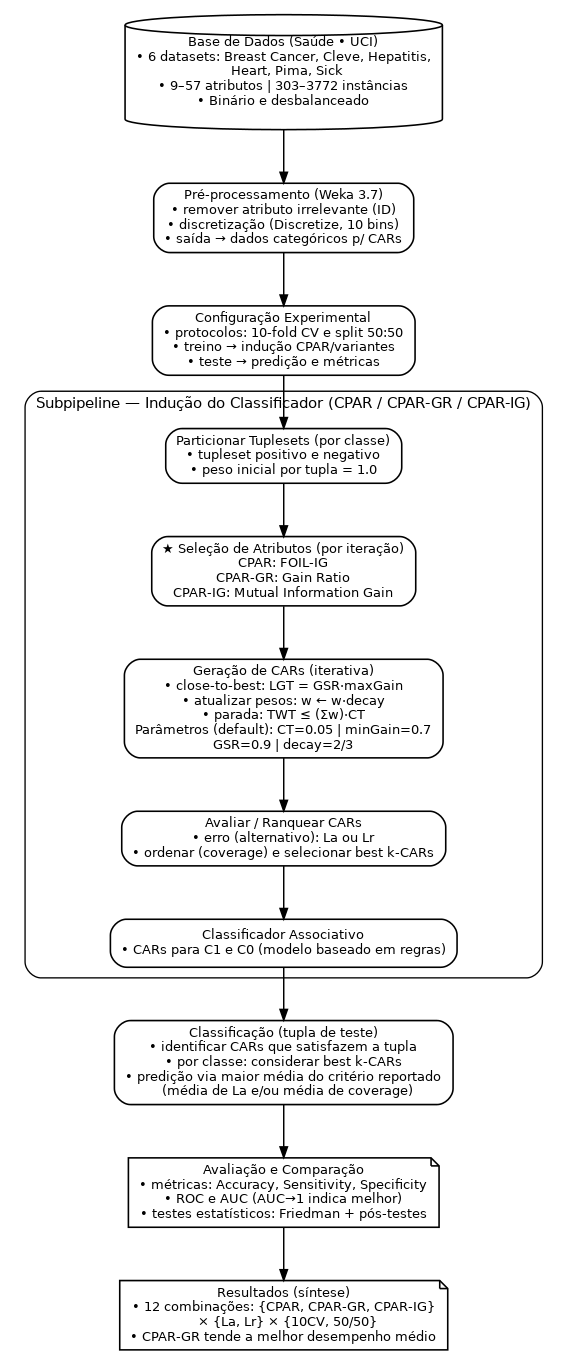 Base de Dados (Saúde • UCI)
• 6 datasets: Breast Cancer, Cleve, Hepatitis,
Heart, Pima, Sick
• 9–57 atributos | 303–3772 instâncias
• Binário e desbalanceado
Pré-processamento (Weka 3.7)
• remover atributo irrelevante (ID)
• discretização (Discretize, 10 bins)
• saída → dados categóricos p/ CARs
Configuração Experimental
• protocolos: 10-fold CV e split 50:50
• treino → indução CPAR/variantes
• teste → predição e métricas
Subpipeline — Indução do Classificador (CPAR / CPAR-GR / CPAR-IG)
Particionar Tuplesets (por classe)
• tupleset positivo e negativo
• peso inicial por tupla = 1.0
★ Seleção de Atributos (por iteração)
CPAR: FOIL-IG
CPAR-GR: Gain Ratio
CPAR-IG: Mutual Information Gain
Geração de CARs (iterativa)
• close-to-best: LGT = GSR·maxGain
• atualizar pesos: w ← w·decay
• parada: TWT ≤ (Σw)·CT
Parâmetros (default): CT=0.05 | minGain=0.7
GSR=0.9 | decay=2/3
Avaliar / Ranquear CARs
• erro (alternativo): La ou Lr
• ordenar (coverage) e selecionar best k-CARs
Classificador Associativo
• CARs para C1 e C0 (modelo baseado em regras)
Classificação (tupla de teste)
• identificar CARs que satisfazem a tupla
• por classe: considerar best k-CARs
• predição via maior média do critério reportado
(média de La e/ou média de coverage)
Avaliação e Comparação
• métricas: Accuracy, Sensitivity, Specificity
• ROC e AUC (AUC→1 indica melhor)
• testes estatísticos: Friedman + pós-testes
Resultados (síntese)
• 12 combinações: {CPAR, CPAR-GR, CPAR-IG}
× {La, Lr} × {10CV, 50/50}
• CPAR-GR tende a melhor desempenho médio